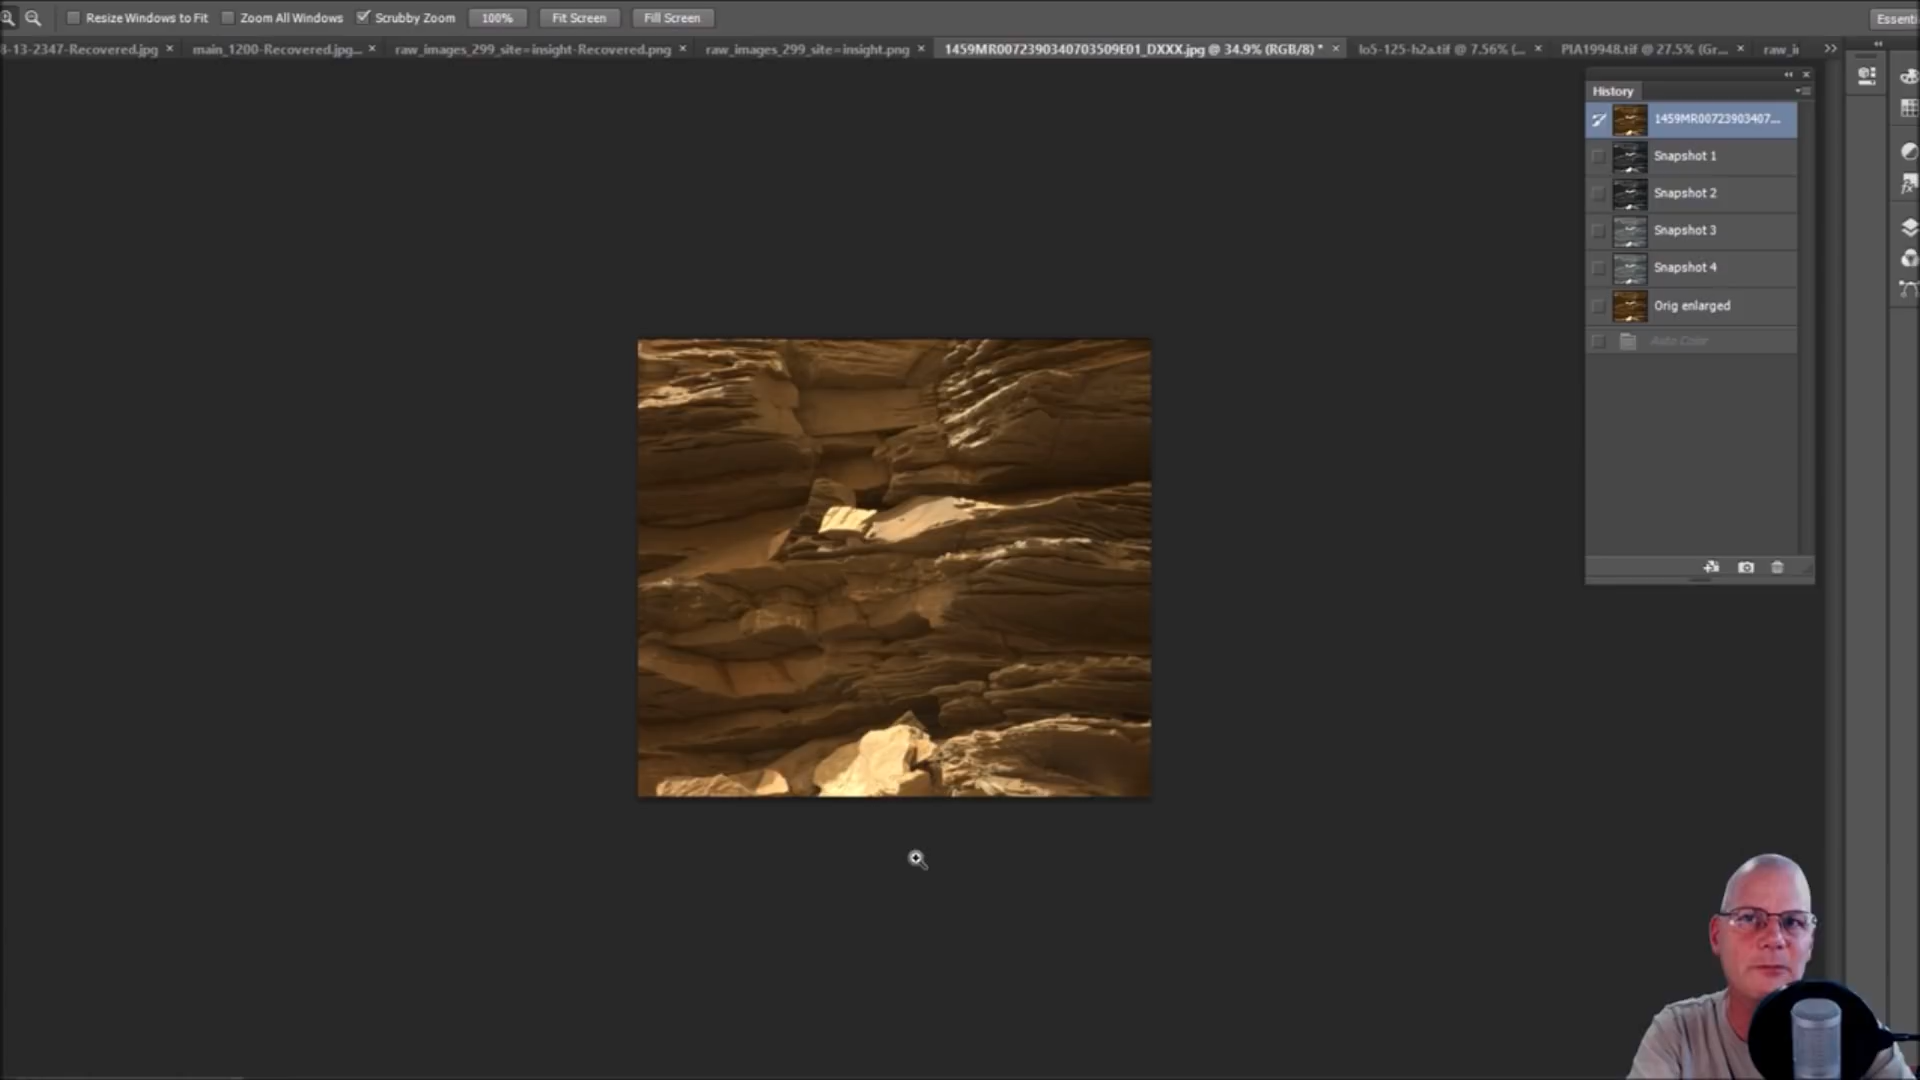 Resize Windows to Fit Zoom All Windows Scrubby Zoom 100% Fit Screen Fill Screen Essenti
8-13-2347-Recovered.jpg × main_1200-Recovered.jpg... × raw_images_299_site=insight-Recovered.png × raw_images_299_site=insight.png × 1459MR0072390340703509E01_DXXX.jpg @ 34.9% (RGB/8) * × lo5-125-h2a.tif @ 7.56% (... × PIA19948.tif @ 27.5% (Gr... × raw_i
History
1459MR00723903407...
Snapshot 1
Snapshot 2
Snapshot 3
Snapshot 4
Orig enlarged
Auto Color